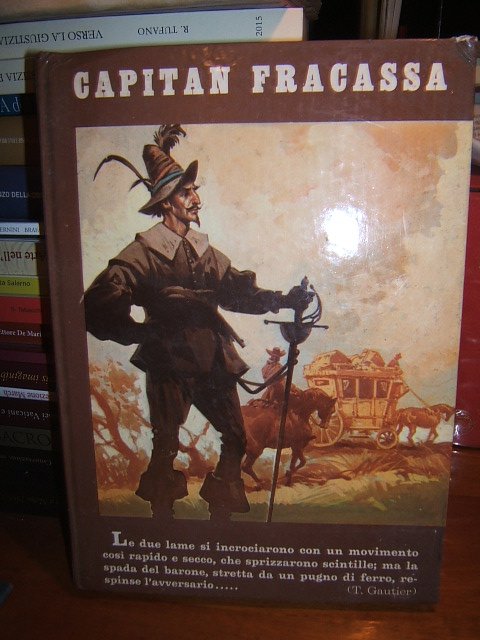 2015
R. TUFANO
VERSO LA GIUSTIZIA
CAPITAN FRACASSA
Le due lame si incrociarono con un movimento
così rapido e secco, che sprizzarono scintille; ma la
spada del barone, stretta da un pugno di ferro, re-
spinse l'avversario.....
(T. Gautier)